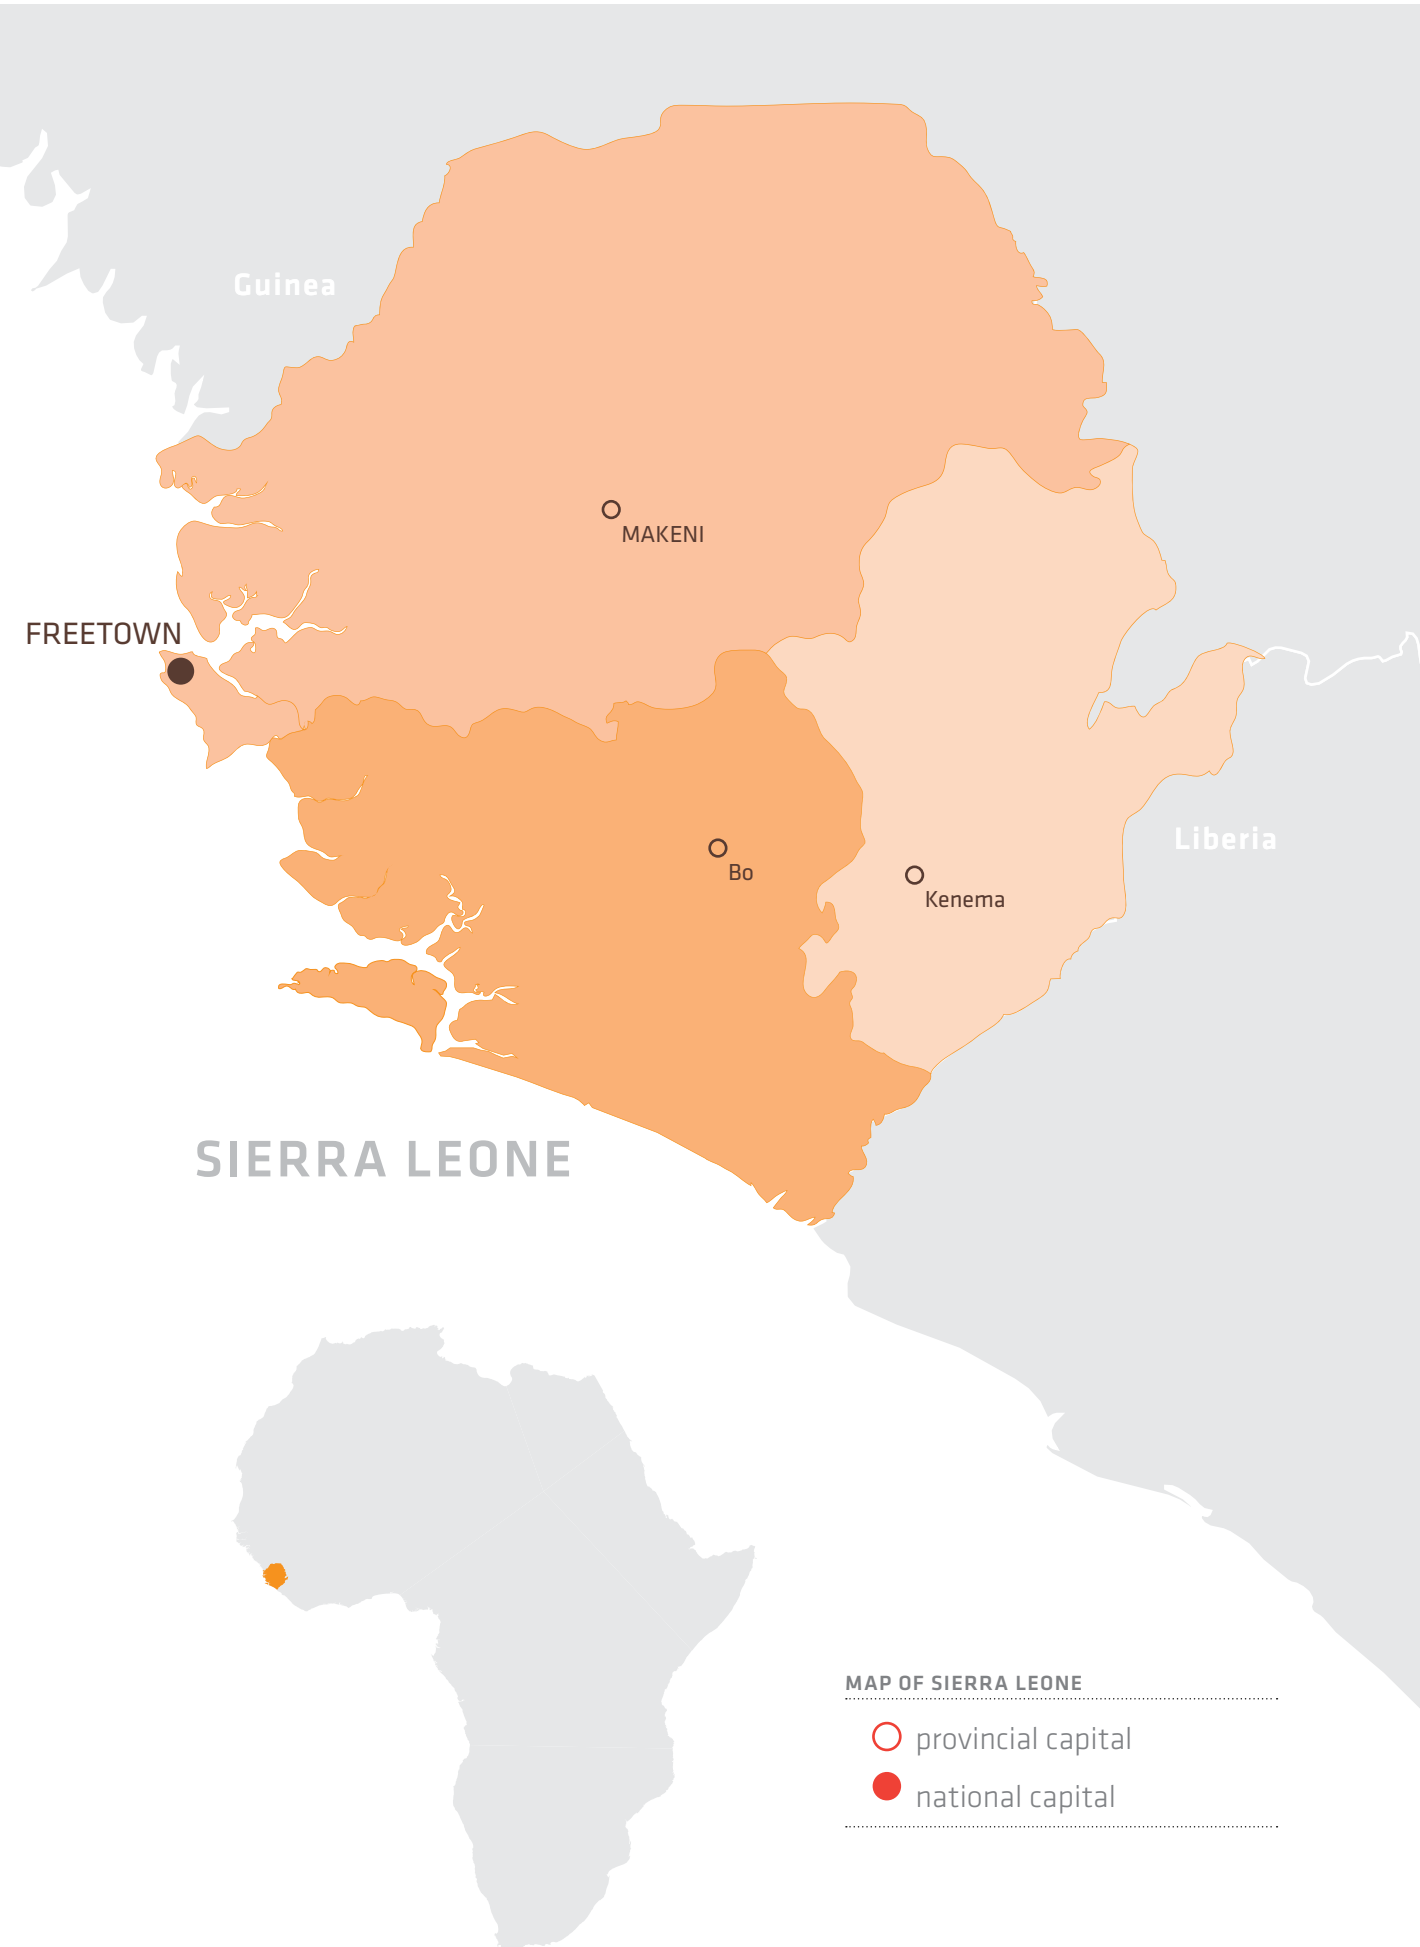 Guinea
MAKENI
FREETOWN
Liberia
Bo
Kenema
SIERRA LEONE
MAP OF SIERRA LEONE
provincial capital
national capital